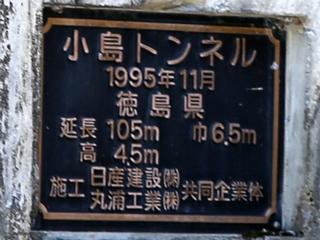 小島トンネル
1995年11月
徳島県
延長 105m 巾6.5m
高 4.5m
施工 日産建設㈱ 共同企業体
丸浦工業㈱